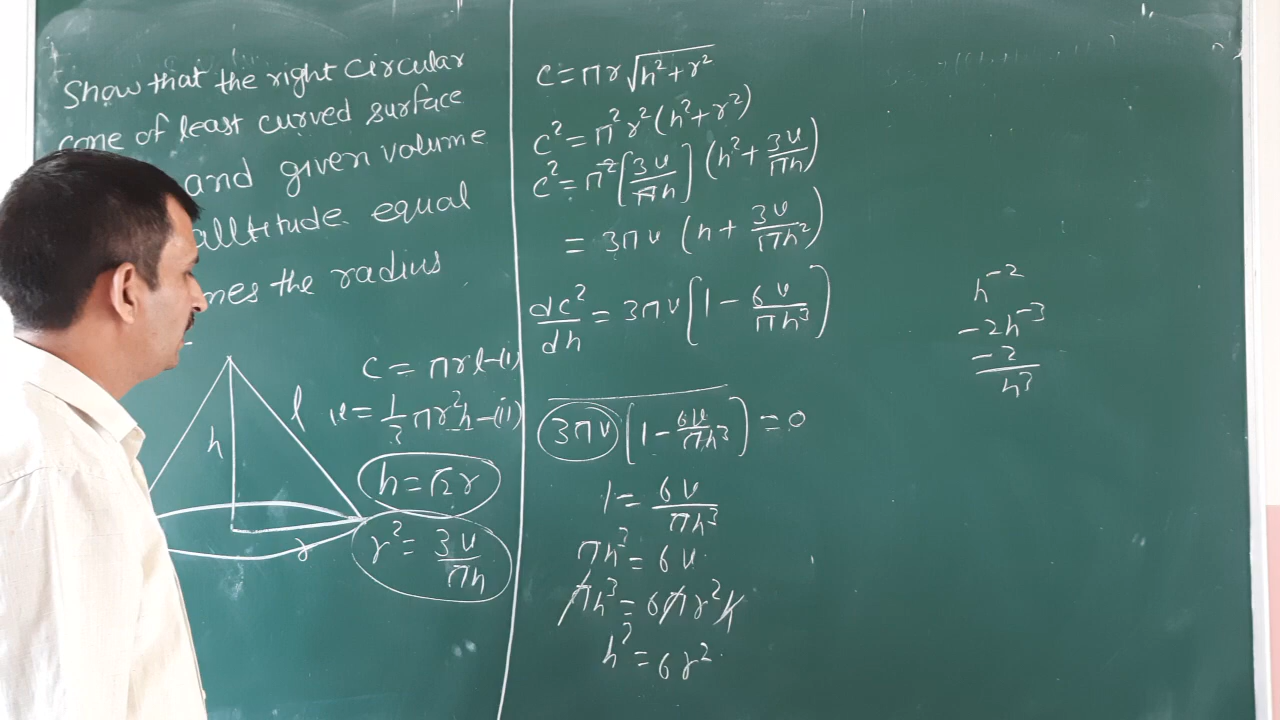 Show that the right Circular
cone of least curved surface
and given volume
alltitude equal
mes the radius
C = πrl-(i)
v = 1/3 πr²h-(ii)
h = √2r
r² = 3v/πh
h
l
r
C = πr√(h²+r²)
C² = π²r²(h²+r²)
C² = π²[3v/πh](h²+3v/πh)
= 3πv(h+3v/πh²)
dc²/dh = 3πv[1-6v/πh³]
3πv[1-6v/πh³] = 0
1 = 6v/πh³
πh³ = 6v
πh³ = 6πr²h
h² = 6r²
h⁻²
-2h⁻³
-2/h³